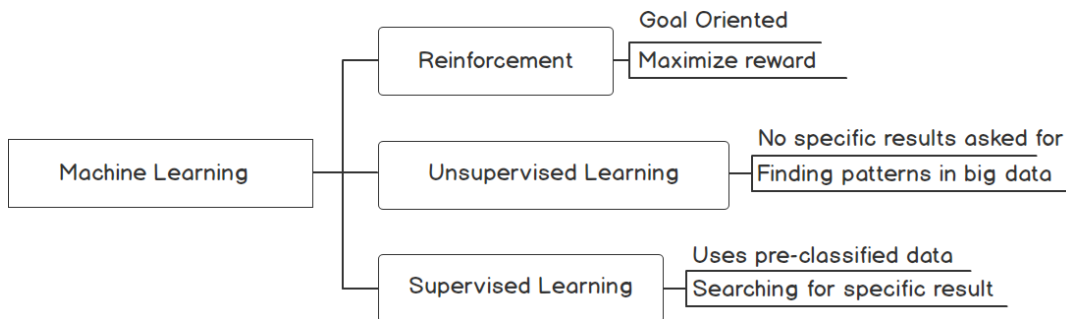 Machine Learning
Reinforcement
Goal Oriented
Maximize reward
Unsupervised Learning
No specific results asked for
Finding patterns in big data
Supervised Learning
Uses pre-classified data
Searching for specific result